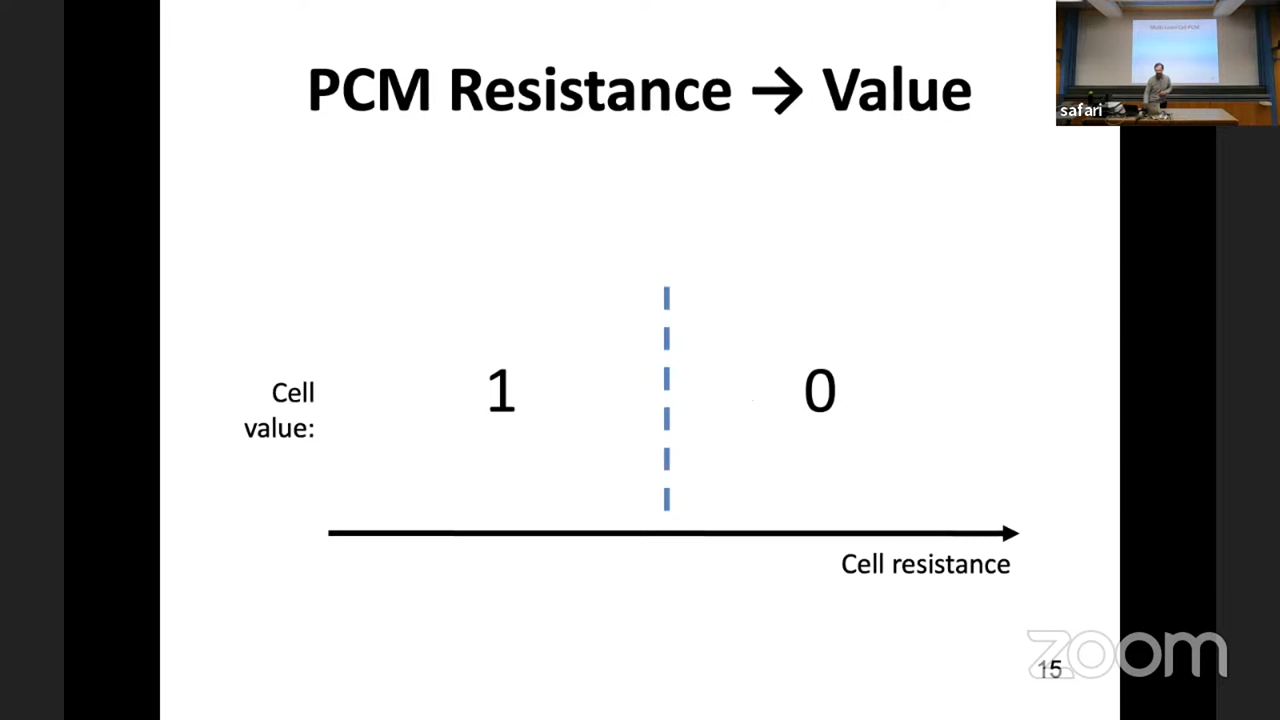 PCM Resistance → Value
safari
Cell
value:
1
0
Cell resistance
15
zoom